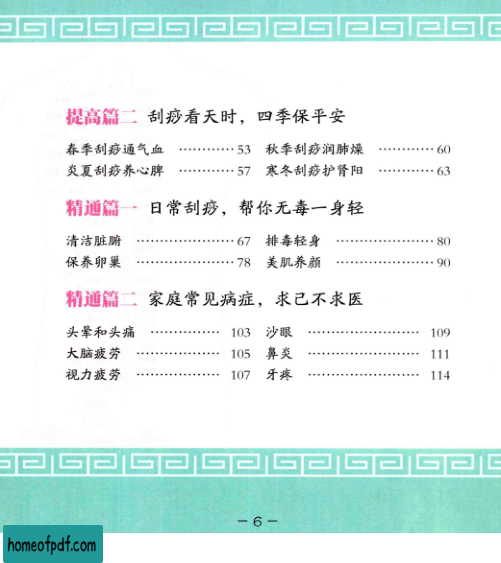 提高篇二 刮痧看天时，四季保平安
春季刮痧通气血 …………53 秋季刮痧润肺燥 …………60
炎夏刮痧养心脾 …………57 寒冬刮痧护肾阳 …………63
精通篇一 日常刮痧，帮你无毒一身轻
清洁脏腑 …………………67 排毒轻身 …………………80
保养卵巢 …………………78 美肌养颜 …………………90
精通篇二 家庭常见病症，求己不求医
头晕和头痛 …………… 103 沙眼 …………………… 109
大脑疲劳 ……………… 105 鼻炎 …………………… 111
视力疲劳 ……………… 107 牙疼 …………………… 114
－6－
homeofpdf.com